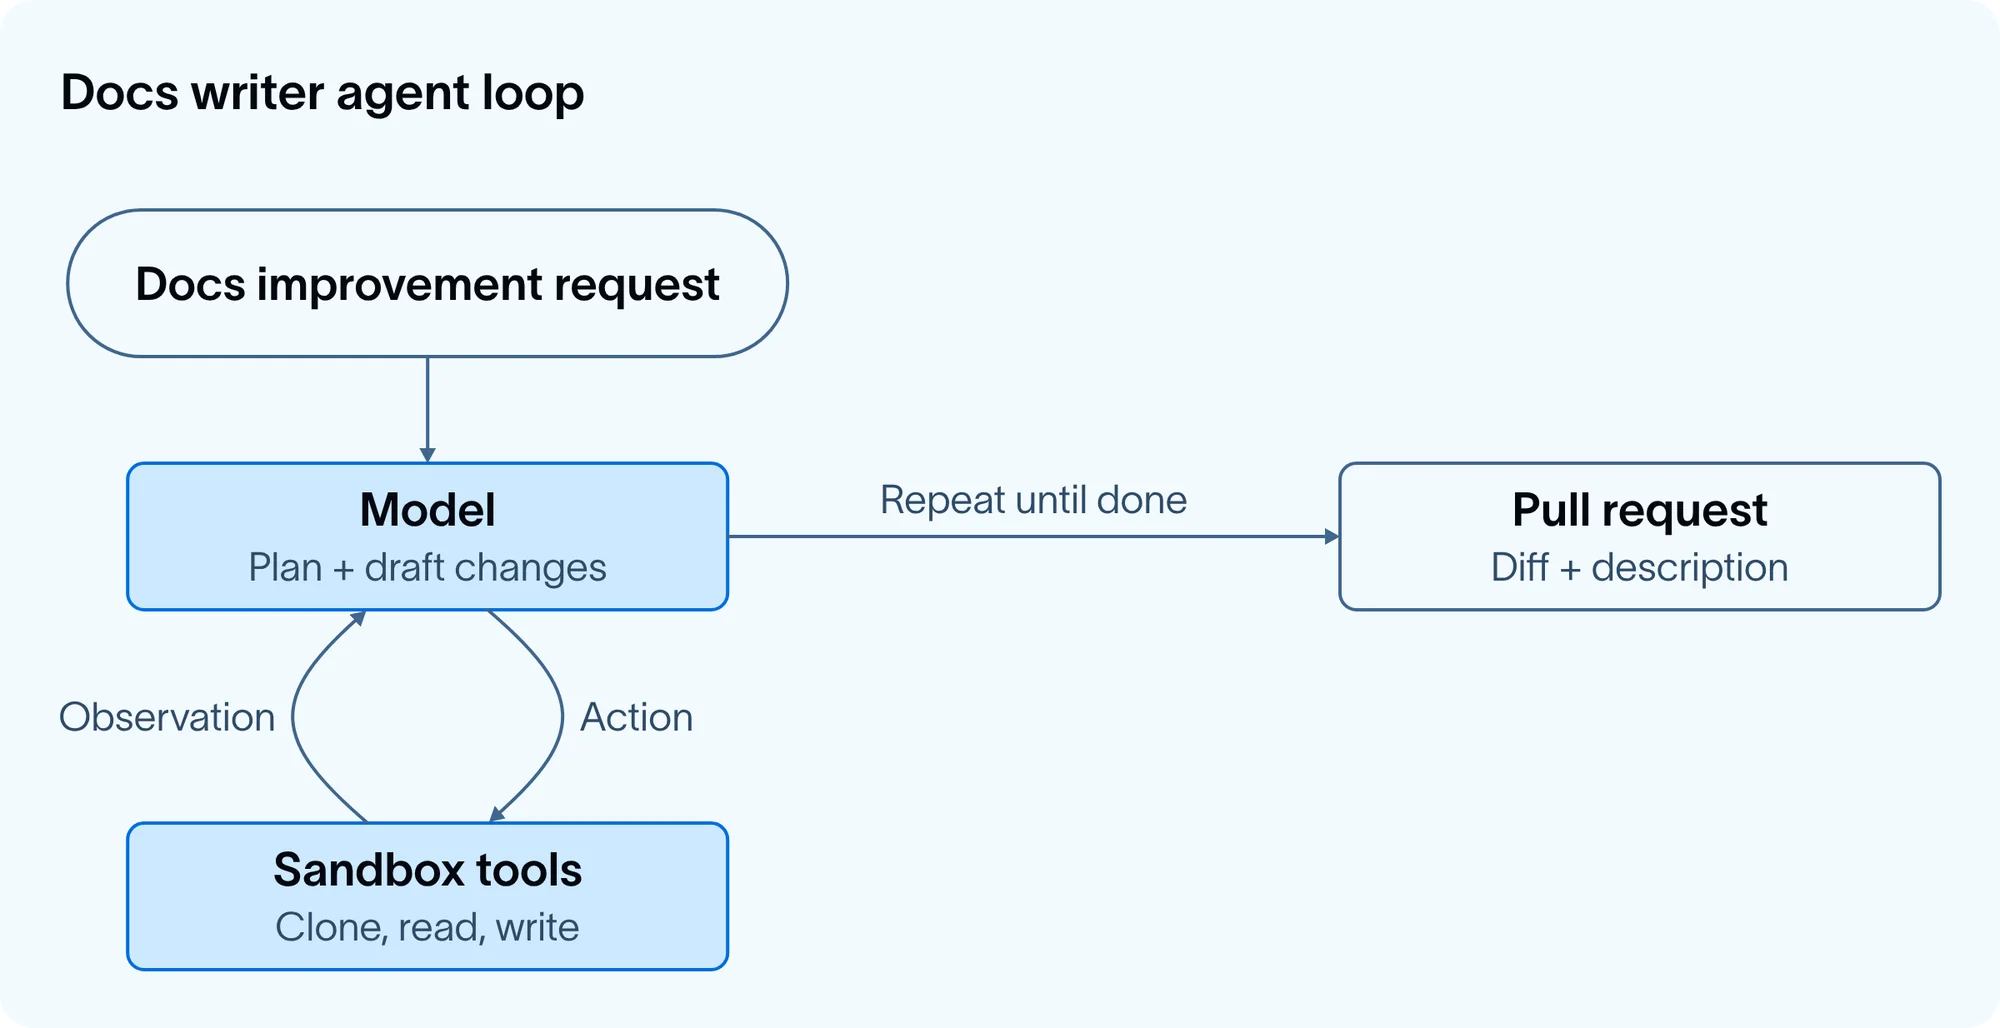 Docs writer agent loop
Docs improvement request
Model
Plan + draft changes
Repeat until done
Pull request
Diff + description
Observation
Action
Sandbox tools
Clone, read, write